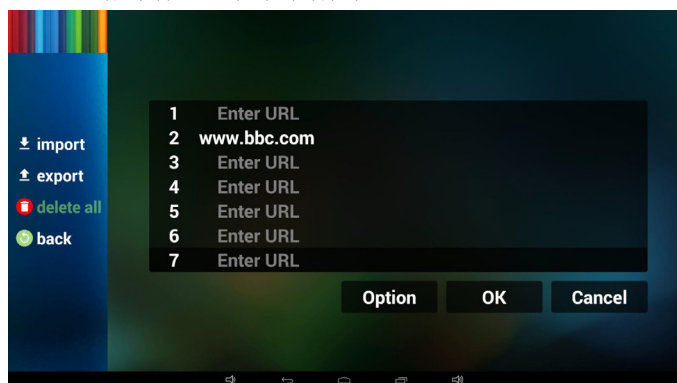 import
export
delete all
back
1 Enter URL
2 www.bbc.com
3 Enter URL
4 Enter URL
5 Enter URL
6 Enter URL
7 Enter URL
Option OK Cancel